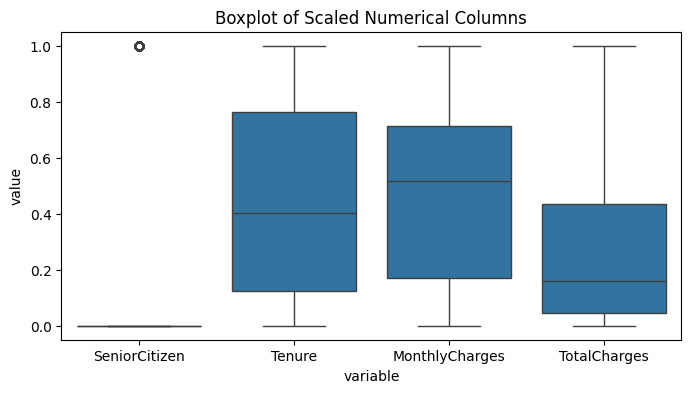 Boxplot of Scaled Numerical Columns
1.0
0.8
0.6
0.4
0.2
0.0
value
SeniorCitizen Tenure MonthlyCharges TotalCharges
variable